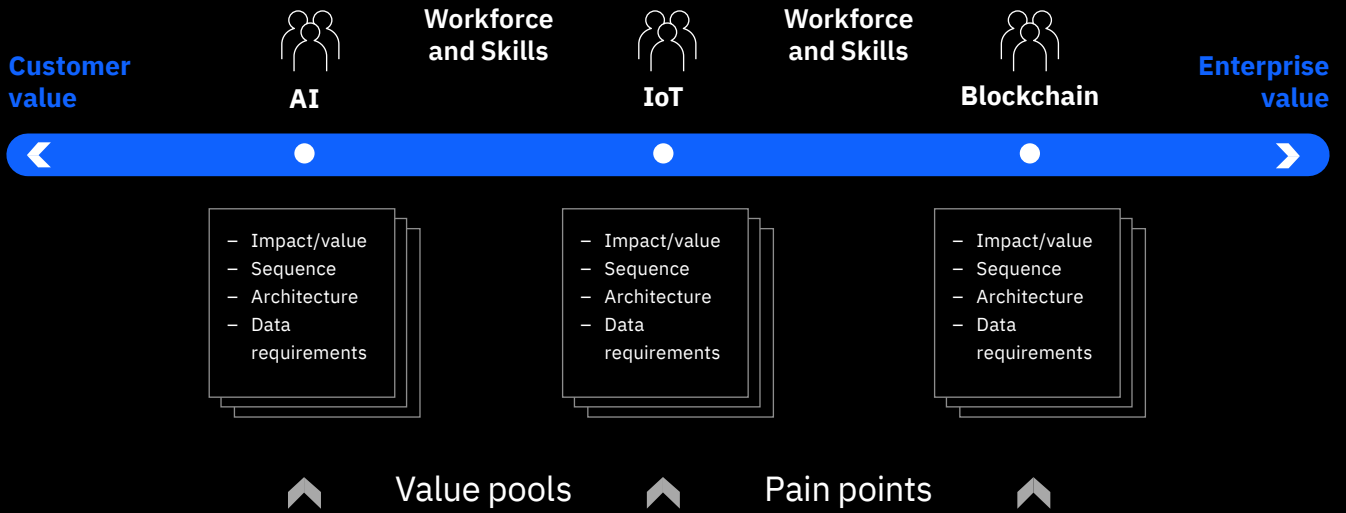 Customer
value
AI
Workforce
and Skills
IoT
Workforce
and Skills
Blockchain
Enterprise
value
– Impact/value
– Sequence
– Architecture
– Data
requirements
– Impact/value
– Sequence
– Architecture
– Data
requirements
– Impact/value
– Sequence
– Architecture
– Data
requirements
Value pools
Pain points